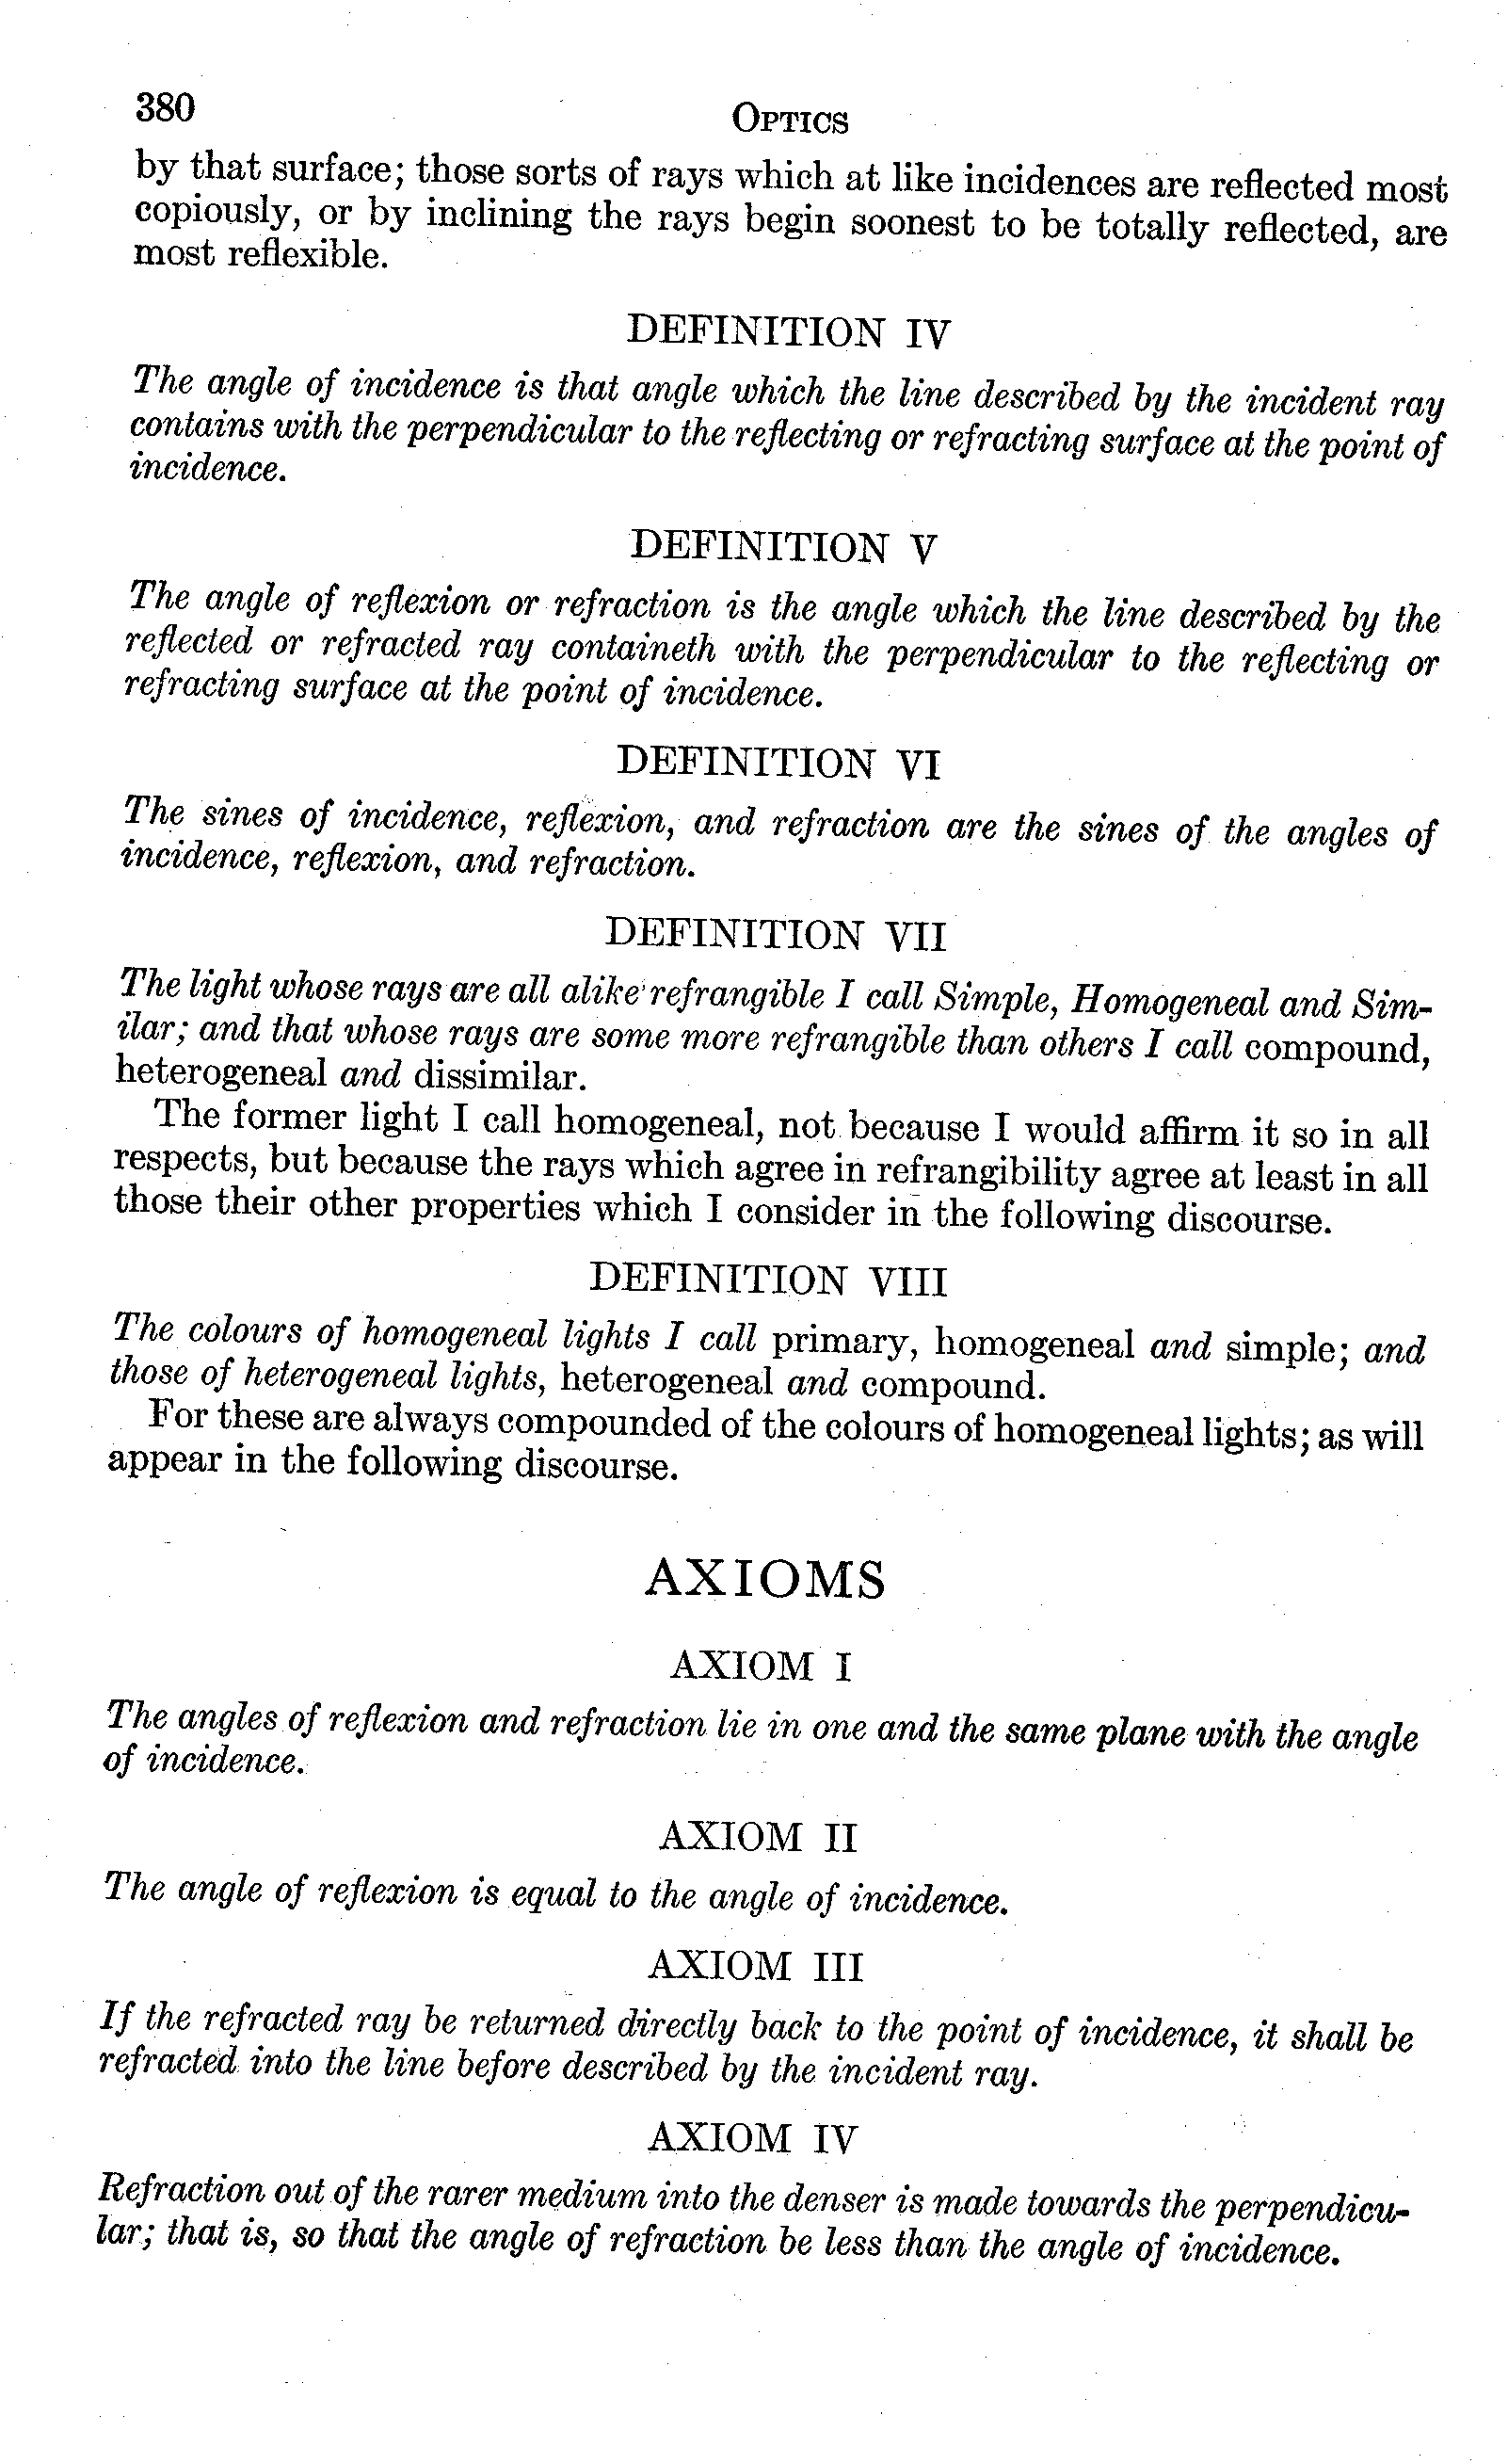 380
OPTICS
by that surface; those sorts of rays which at like incidences are reflected most
copiously, or by inclining the rays begin soonest to be totally reflected, are
most reflexible.
DEFINITION IV
The angle of incidence is that angle which the line described by the incident ray
contains with the perpendicular to the reflecting or refracting surface at the point of
incidence.
DEFINITION V
The angle of reflexion or refraction is the angle which the line described by the
reflected or refracted ray containeth with the perpendicular to the reflecting or
refracting surface at the point of incidence.
DEFINITION VI
The sines of incidence, reflexion, and refraction are the sines of the angles of
incidence, reflexion, and refraction.
DEFINITION VII
The light whose rays are all alike refrangible I call Simple, Homogeneal and Sim-
ilar; and that whose rays are some more refrangible than others I call compound,
heterogeneal and dissimilar.
The former light I call homogeneal, not because I would affirm it so in all
respects, but because the rays which agree in refrangibility agree at least in all
those their other properties which I consider in the following discourse.
DEFINITION VIII
The colours of homogeneal lights I call primary, homogeneal and simple; and
those of heterogeneal lights, heterogeneal and compound.
For these are always compounded of the colours of homogeneal lights; as will
appear in the following discourse.
AXIOMS
AXIOM I
The angles of reflexion and refraction lie in one and the same plane with the angle
of incidence.
AXIOM II
The angle of reflexion is equal to the angle of incidence.
AXIOM III
If the refracted ray be returned directly back to the point of incidence, it shall be
refracted into the line before described by the incident ray.
AXIOM IV
Refraction out of the rarer medium into the denser is made towards the perpendicu-
lar; that is, so that the angle of refraction be less than the angle of incidence.